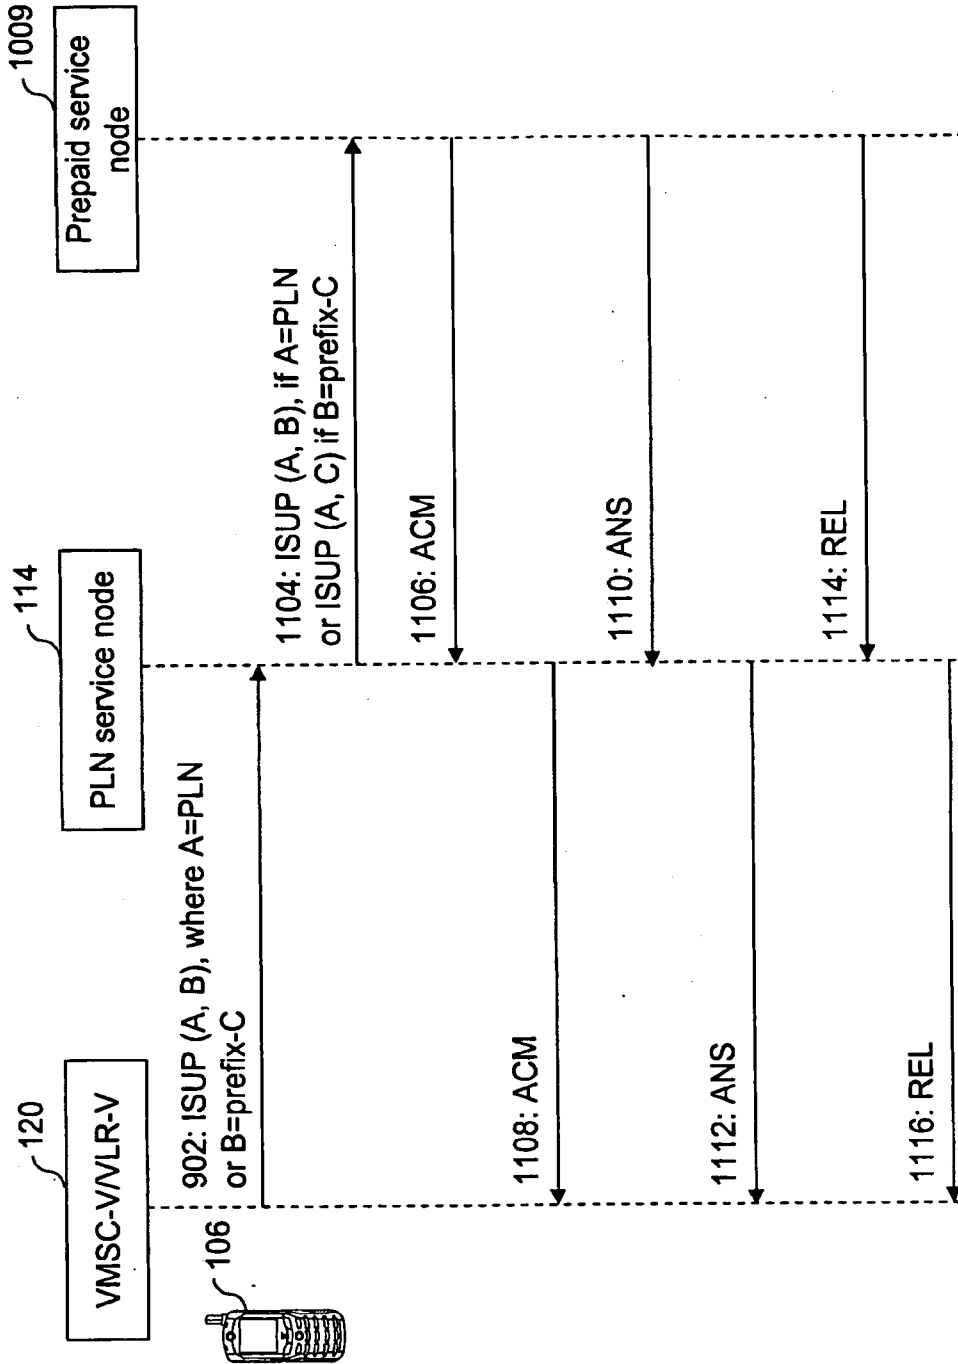 120
VMSC-V/VLR-V
114
PLN service node
1009
Prepaid service
node
106
902: ISUP (A, B), where A=PLN
or B=prefix-C
1104: ISUP (A, B), if A=PLN
or ISUP (A, C) if B=prefix-C
1106: ACM
1108: ACM
1110: ANS
1112: ANS
1114: REL
1116: REL